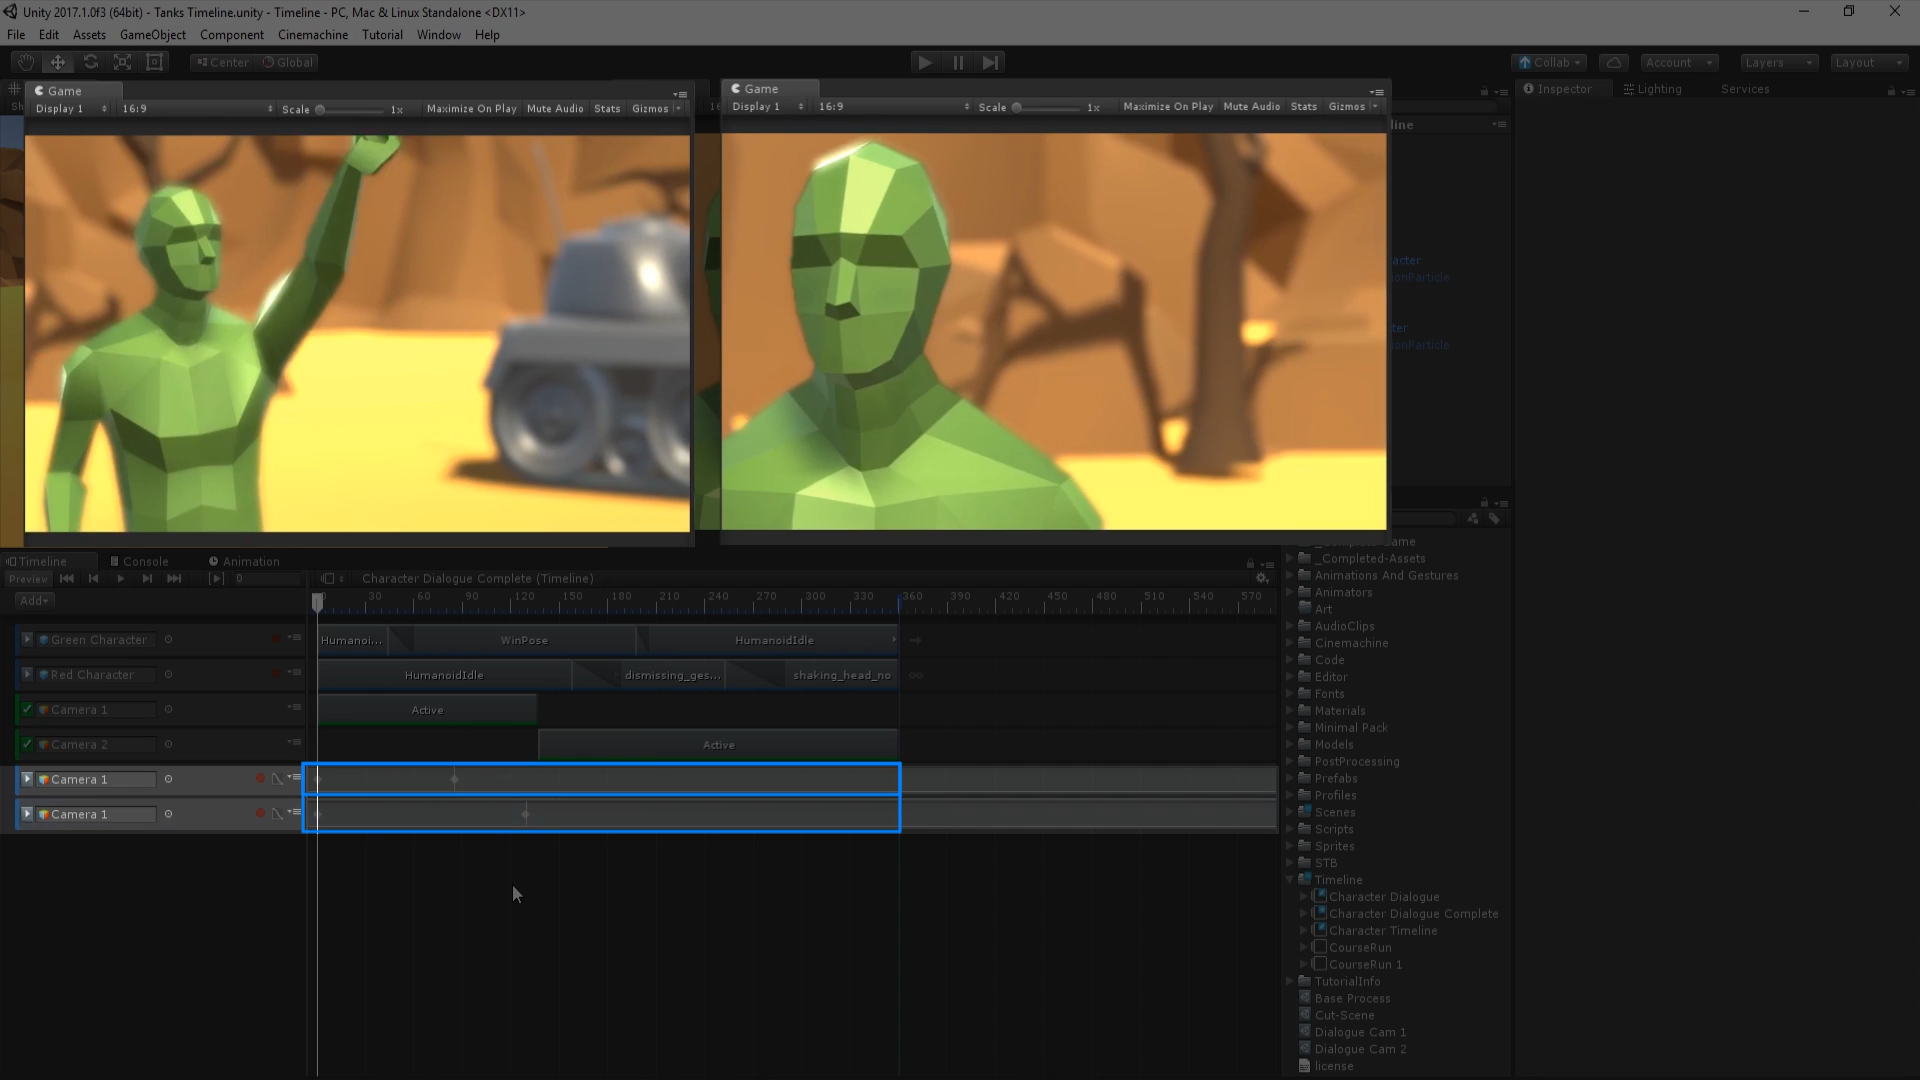 Unity 2017.1.0f3 (64bit) - Tanks Timeline.unity - Timeline - PC, Mac & Linux Standalone <DX11>
File Edit Assets GameObject Component Cinemachine Tutorial Window Help
Center Global Collab Account Layers Layout
Game
Display 1 16:9 Scale 1x Maximize On Play Mute Audio Stats Gizmos
Game
Display 1 16:9 Scale 1x Maximize On Play Mute Audio Stats Gizmos
Inspector Lighting Services
Timeline Console Animation
Preview 0 Character Dialogue Complete (Timeline)
Add
30 60 90 120 150 180 210 240 270 300 330 360 390 420 450 480 510 540 570
Green Character Humanoi... WinPose HumanoidIdle
Red Character HumanoidIdle dismissing_ges... shaking_head_no
Camera 1 Active
Camera 2 Active
Camera 1
Camera 1
_Completed-Assets
Animations And Gestures
Animators
Art
AudioClips
Cinemachine
Code
Editor
Fonts
Materials
Minimal Pack
Models
PostProcessing
Prefabs
Profiles
Scenes
Scripts
Sprites
STB
Timeline
Character Dialogue
Character Dialogue Complete
Character Timeline
CourseRun
CourseRun 1
TutorialInfo
Base Process
Cut-Scene
Dialogue Cam 1
Dialogue Cam 2
license